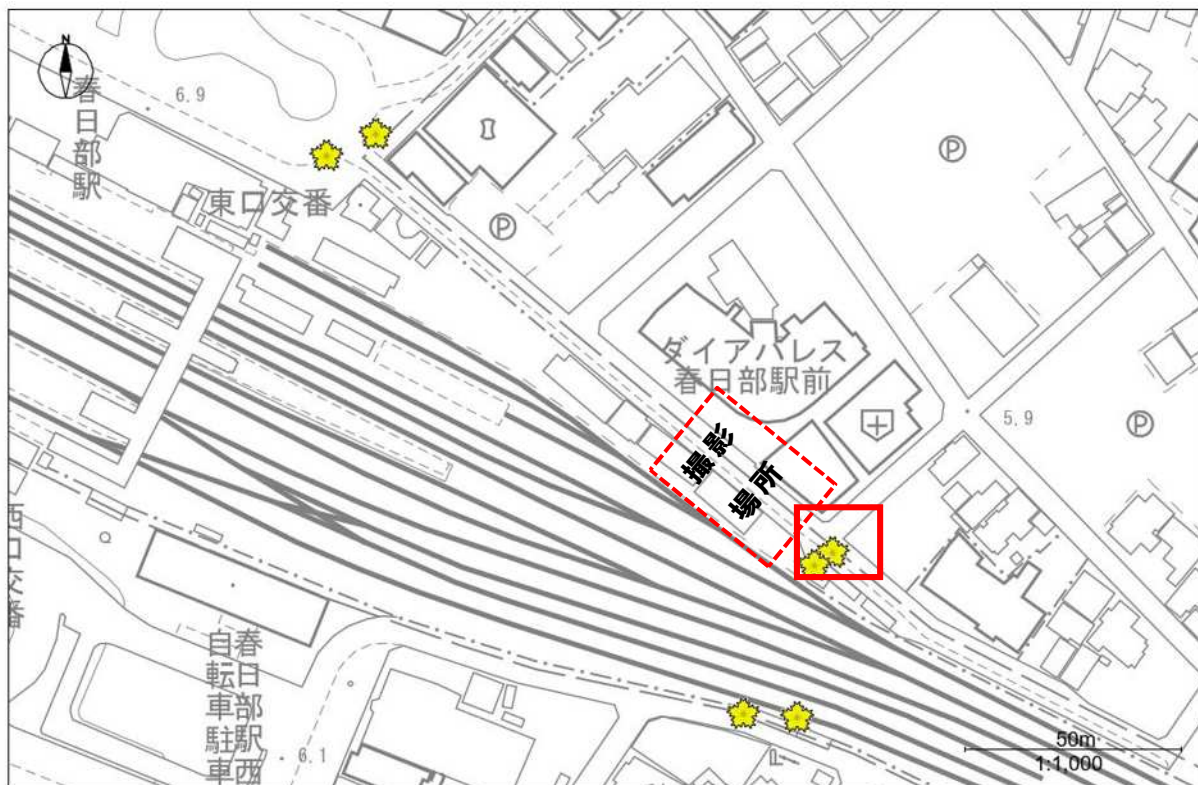 N
春日部駅
6.9
東口交番
P
P
ダイアパレス
春日部駅前
撮影
場所
5.9
P
西口交番
春日部駅西
自転車駐車
6.1
50m
1:1,000